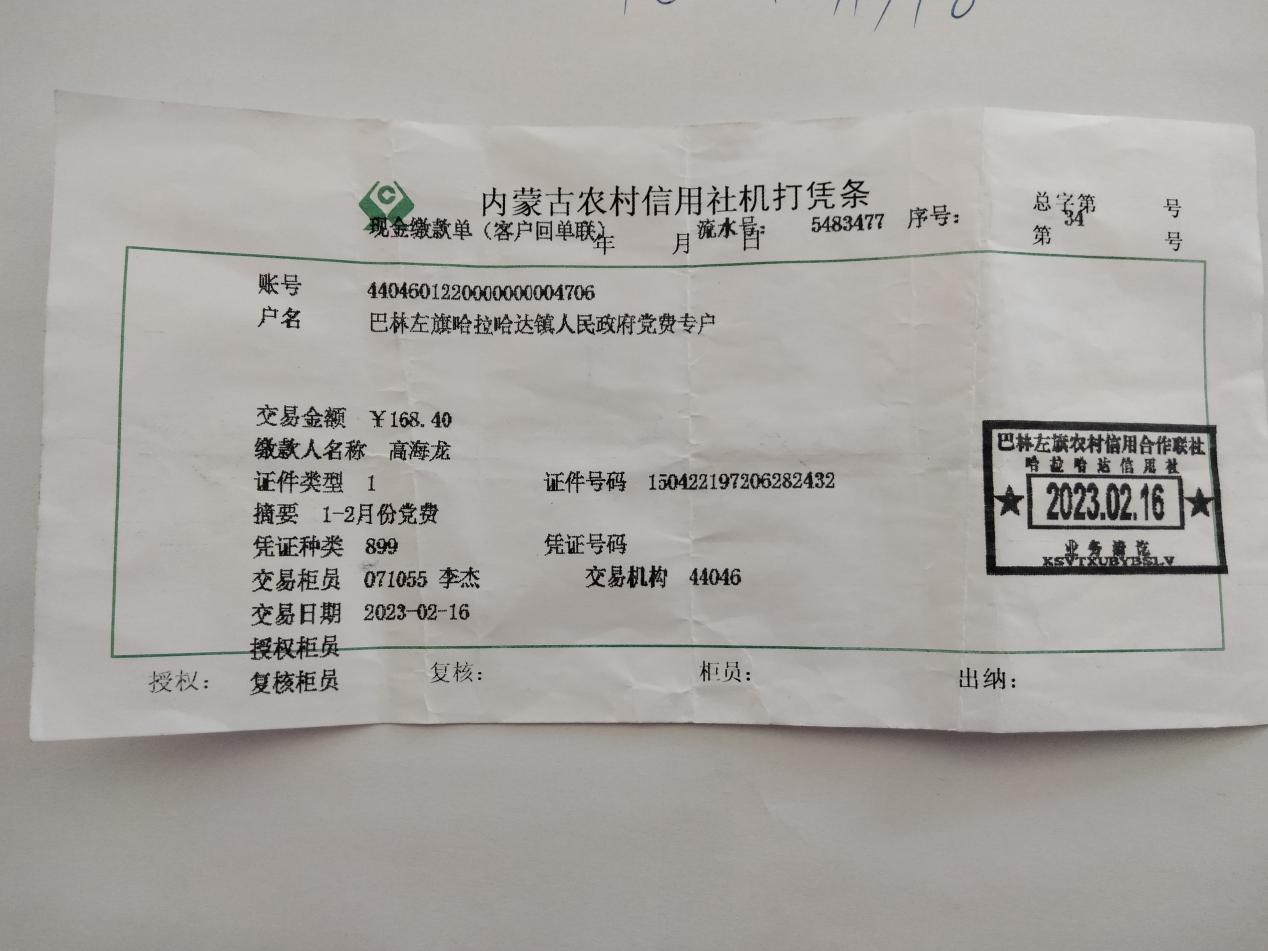 内蒙古农村信用社机打凭条
总字第 号
现金缴款单（客户回单联） 流水号： 5483477 序号：
34
年 月 日
第 号
账号 4404601220000000004706
户名 巴林左旗哈拉哈达镇人民政府党费专户
交易金额 ￥168.40
缴款人名称 高海龙
证件类型 1 证件号码 150422197206282432
摘要 1-2月份党费
凭证种类 899 凭证号码
交易柜员 071055 李杰 交易机构 44046
交易日期 2023-02-16
授权柜员
复核柜员
授权： 复核： 柜员： 出纳：
巴林左旗农村信用合作联社
哈拉哈达信用社
2023.02.16
业务清讫
XSVTXUBYBSLV